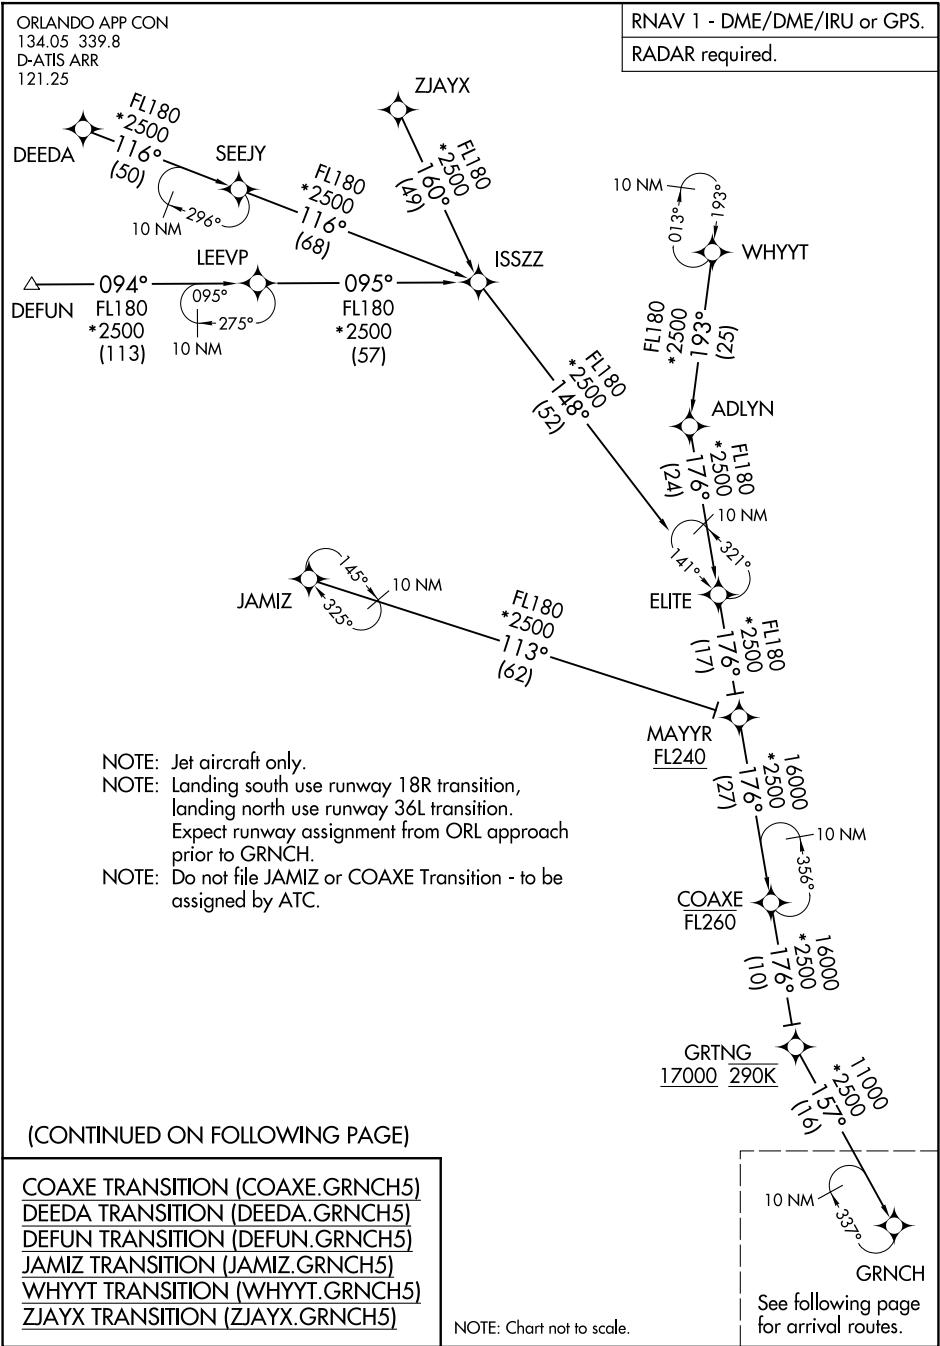 ORLANDO APP CON
134.05 339.8
D-ATIS ARR
121.25
RNAV 1 - DME/DME/IRU or GPS.
RADAR required.
ZJAYX
FL180
*2500
160°
(49)
DEEDA
FL180
*2500
116°
(50)
SEEJY
10 NM
296°
FL180
*2500
116°
(68)
DEFUN
094°
FL180
*2500
(113)
LEEVP
095°
275°
10 NM
095°
FL180
*2500
(57)
ISSZZ
FL180
*2500
148°
(52)
10 NM
013°
193°
WHYYT
FL180
*2500
193°
(25)
ADLYN
FL180
*2500
176°
(24)
10 NM
141°
321°
ELITE
FL180
*2500
176°
(17)
JAMIZ
145°
325°
10 NM
FL180
*2500
113°
(62)
MAYYR
FL240
16000
*2500
176°
(27)
10 NM
356°
COAXE
FL260
16000
*2500
176°
(10)
GRTNG
17000 290K
11000
*2500
157°
(16)
10 NM
337°
GRNCH
See following page
for arrival routes.
NOTE: Jet aircraft only.
NOTE: Landing south use runway 18R transition,
landing north use runway 36L transition.
Expect runway assignment from ORL approach
prior to GRNCH.
NOTE: Do not file JAMIZ or COAXE Transition - to be
assigned by ATC.
(CONTINUED ON FOLLOWING PAGE)
COAXE TRANSITION (COAXE.GRNCH5)
DEEDA TRANSITION (DEEDA.GRNCH5)
DEFUN TRANSITION (DEFUN.GRNCH5)
JAMIZ TRANSITION (JAMIZ.GRNCH5)
WHYYT TRANSITION (WHYYT.GRNCH5)
ZJAYX TRANSITION (ZJAYX.GRNCH5)
NOTE: Chart not to scale.